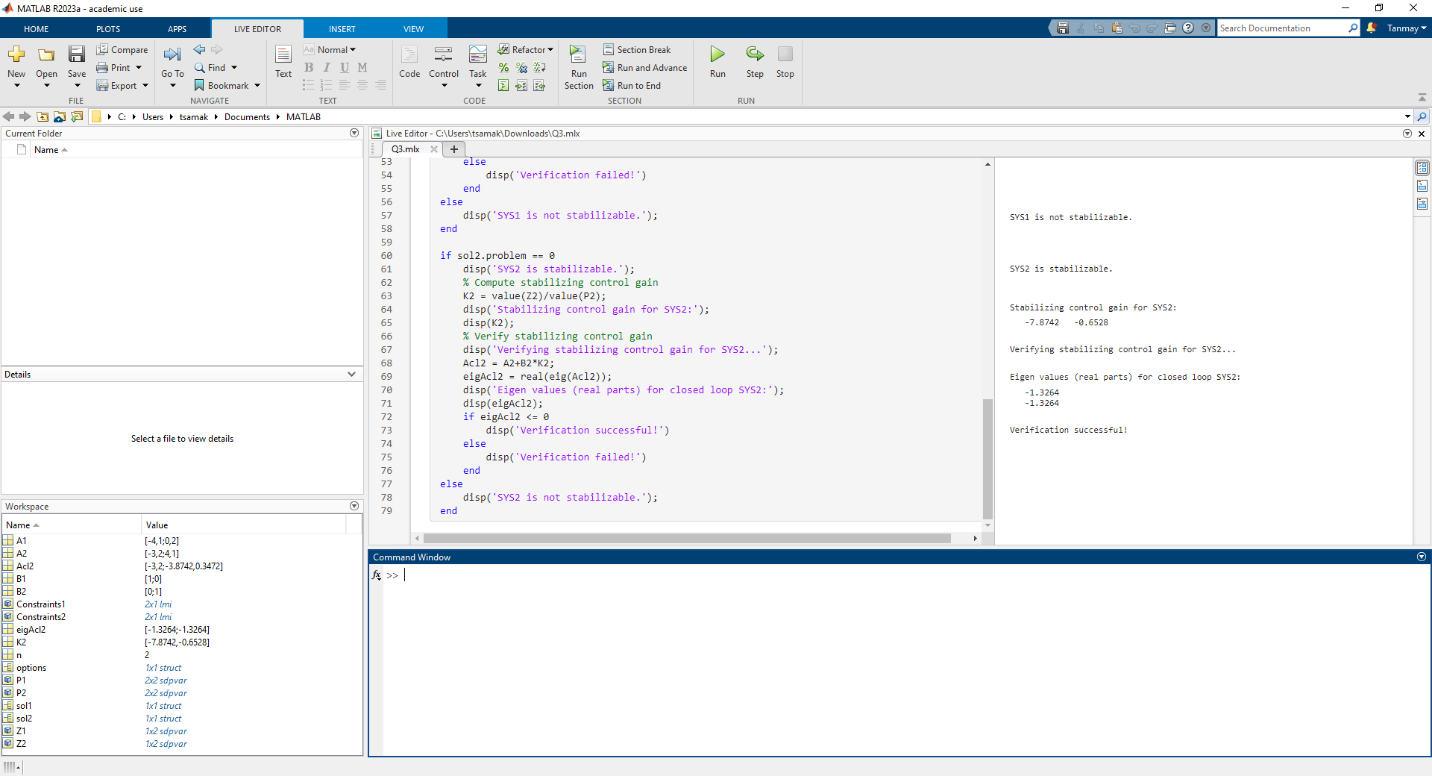 MATLAB R2023a - academic use
HOME PLOTS APPS LIVE EDITOR INSERT VIEW
Search Documentation
Tanmay
New Open Save
Compare
Print
Export
FILE
Go To
Find
Bookmark
NAVIGATE
Text
Aa Normal
B I U M
TEXT
Code Control Task
Refactor
CODE
Run Section
Section Break
Run and Advance
Run to End
SECTION
Run Step Stop
RUN
C: Users tsamak Documents MATLAB
Current Folder
Name
Details
Select a file to view details
Workspace
Name Value
A1 [-4,1;0,2]
A2 [-3,2;4,1]
Acl2 [-3,2;-3.8742,0.3472]
B1 [1;0]
B2 [0;1]
Constraints1 2x1 lmi
Constraints2 2x1 lmi
eigAcl2 [-1.3264;-1.3264]
K2 [-7.8742,-0.6528]
n 2
options 1x1 struct
P1 2x2 sdpvar
P2 2x2 sdpvar
sol1 1x1 struct
sol2 1x1 struct
Z1 1x2 sdpvar
Z2 1x2 sdpvar
Live Editor - C:\Users\tsamak\Downloads\Q3.mlx
Q3.mlx
53 else
54 disp('Verification failed!')
55 end
56 else
57 disp('SYS1 is not stabilizable.');
58 end
59
60 if sol2.problem == 0
61 disp('SYS2 is stabilizable.');
62 % Compute stabilizing control gain
63 K2 = value(Z2)/value(P2);
64 disp('Stabilizing control gain for SYS2:');
65 disp(K2);
66 % Verify stabilizing control gain
67 disp('Verifying stabilizing control gain for SYS2...');
68 Acl2 = A2+B2*K2;
69 eigAcl2 = real(eig(Acl2));
70 disp('Eigen values (real parts) for closed loop SYS2:');
71 disp(eigAcl2);
72 if eigAcl2 <= 0
73 disp('Verification successful!')
74 else
75 disp('Verification failed!')
76 end
77 else
78 disp('SYS2 is not stabilizable.');
79 end
SYS1 is not stabilizable.
SYS2 is stabilizable.
Stabilizing control gain for SYS2:
-7.8742 -0.6528
Verifying stabilizing control gain for SYS2...
Eigen values (real parts) for closed loop SYS2:
-1.3264
-1.3264
Verification successful!
Command Window
fx >>